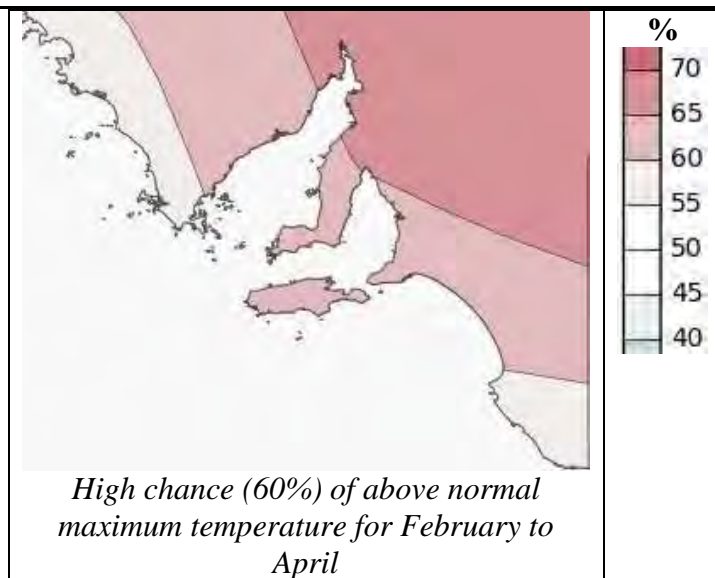 %
70
65
60
55
50
45
40
High chance (60%) of above normal
maximum temperature for February to
April